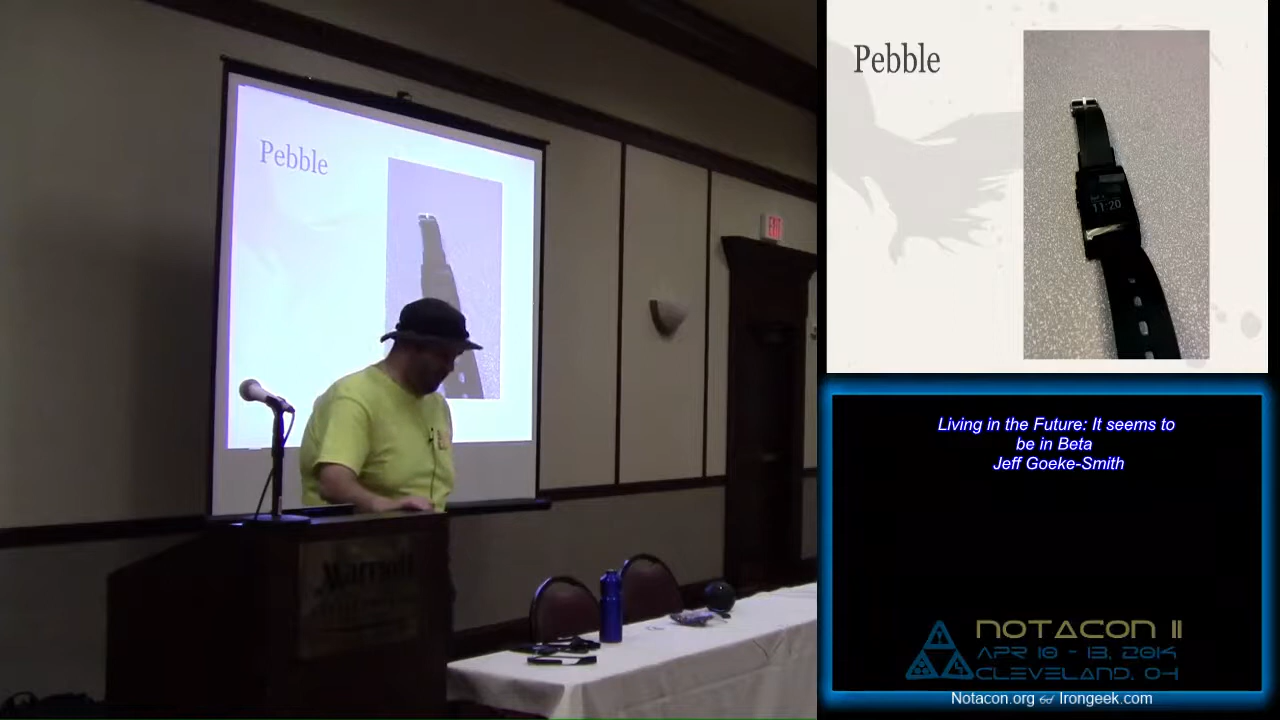 Pebble
EXIT
Marriott
Pebble
11:20
Living in the Future: It seems to
be in Beta
Jeff Goeke-Smith
NOTACON 11
APR 10 - 13, 2014
CLEVELAND, OH
Notacon.org Irongeek.com